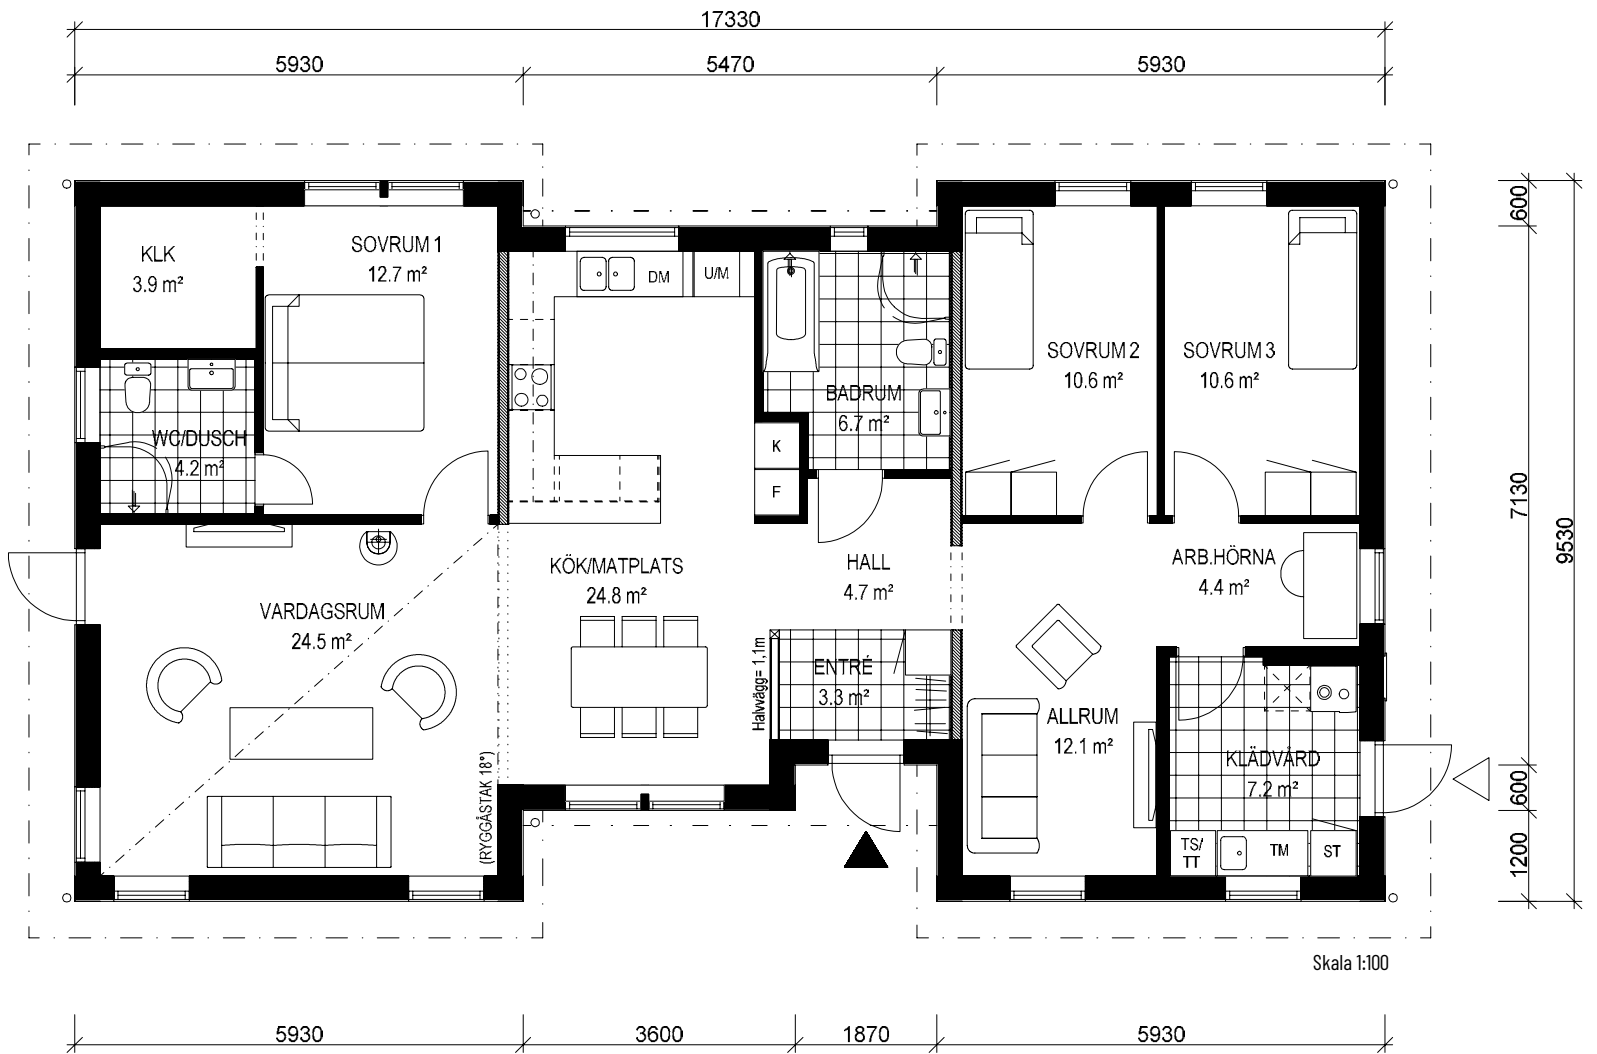 17330
5930
5470
5930
KLK
3.9 m²
SOVRUM 1
12.7 m²
DM
U/M
600
SOVRUM 2
10.6 m²
SOVRUM 3
10.6 m²
BADRUM
6.7 m²
WC/DUSCH
4.2 m²
K
F
7130
9530
KÖK/MATPLATS
24.8 m²
HALL
4.7 m²
ARB.HÖRNA
4.4 m²
VARDAGSRUM
24.5 m²
Halvvägg= 1,1m
ENTRÉ
3.3 m²
ALLRUM
12.1 m²
KLÄDVÅRD
7.2 m²
600
(RYGGÅSTAK 18°)
TS/
TT
TM
ST
1200
Skala 1:100
5930
3600
1870
5930